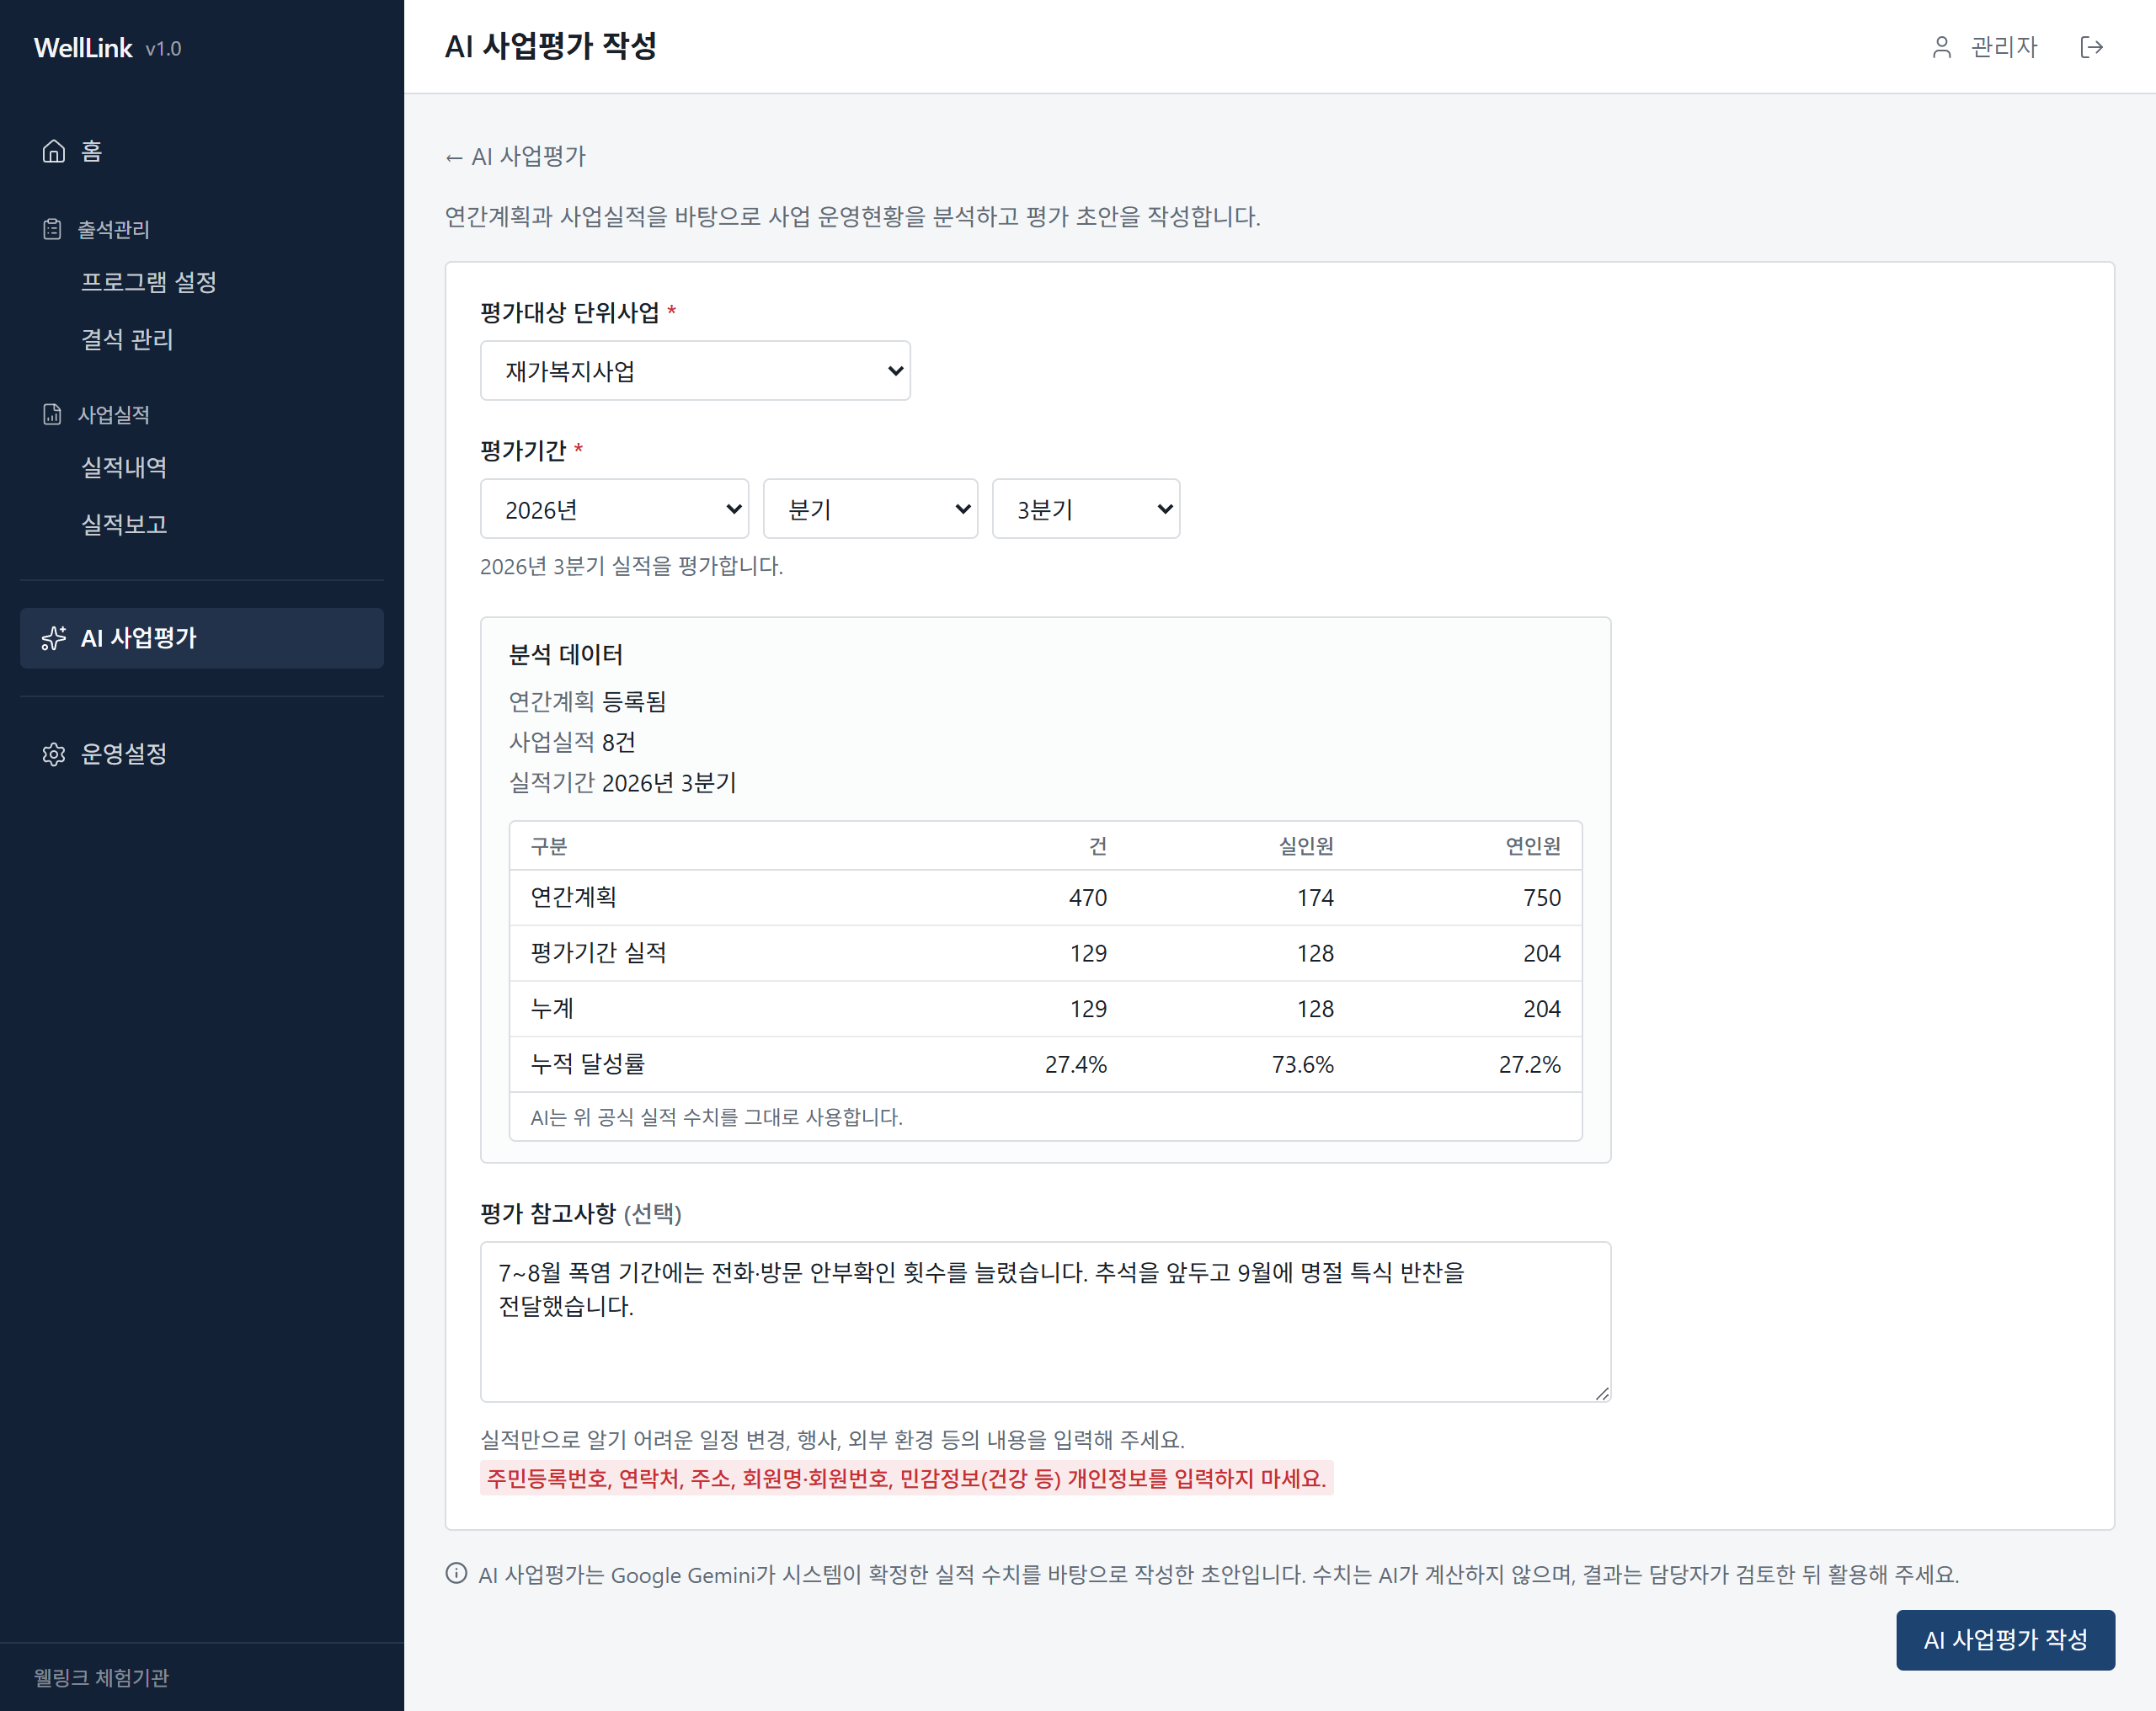 WellLink v1.0
홈
출석관리
프로그램 설정
결석 관리
사업실적
실적내역
실적보고
AI 사업평가
운영설정
웰링크 체험기관
AI 사업평가 작성
관리자
← AI 사업평가
연간계획과 사업실적을 바탕으로 사업 운영현황을 분석하고 평가 초안을 작성합니다.
평가대상 단위사업 *
재가복지사업
평가기간 *
2026년 분기 3분기
2026년 3분기 실적을 평가합니다.
분석 데이터
연간계획 등록됨
사업실적 8건
실적기간 2026년 3분기
구분 건 실인원 연인원
연간계획 470 174 750
평가기간 실적 129 128 204
누계 129 128 204
누적 달성률 27.4% 73.6% 27.2%
AI는 위 공식 실적 수치를 그대로 사용합니다.
평가 참고사항 (선택)
7~8월 폭염 기간에는 전화·방문 안부확인 횟수를 늘렸습니다. 추석을 앞두고 9월에 명절 특식 반찬을
전달했습니다.
실적만으로 알기 어려운 일정 변경, 행사, 외부 환경 등의 내용을 입력해 주세요.
주민등록번호, 연락처, 주소, 회원명·회원번호, 민감정보(건강 등) 개인정보를 입력하지 마세요.
AI 사업평가는 Google Gemini가 시스템이 확정한 실적 수치를 바탕으로 작성한 초안입니다. 수치는 AI가 계산하지 않으며, 결과는 담당자가 검토한 뒤 활용해 주세요.
AI 사업평가 작성